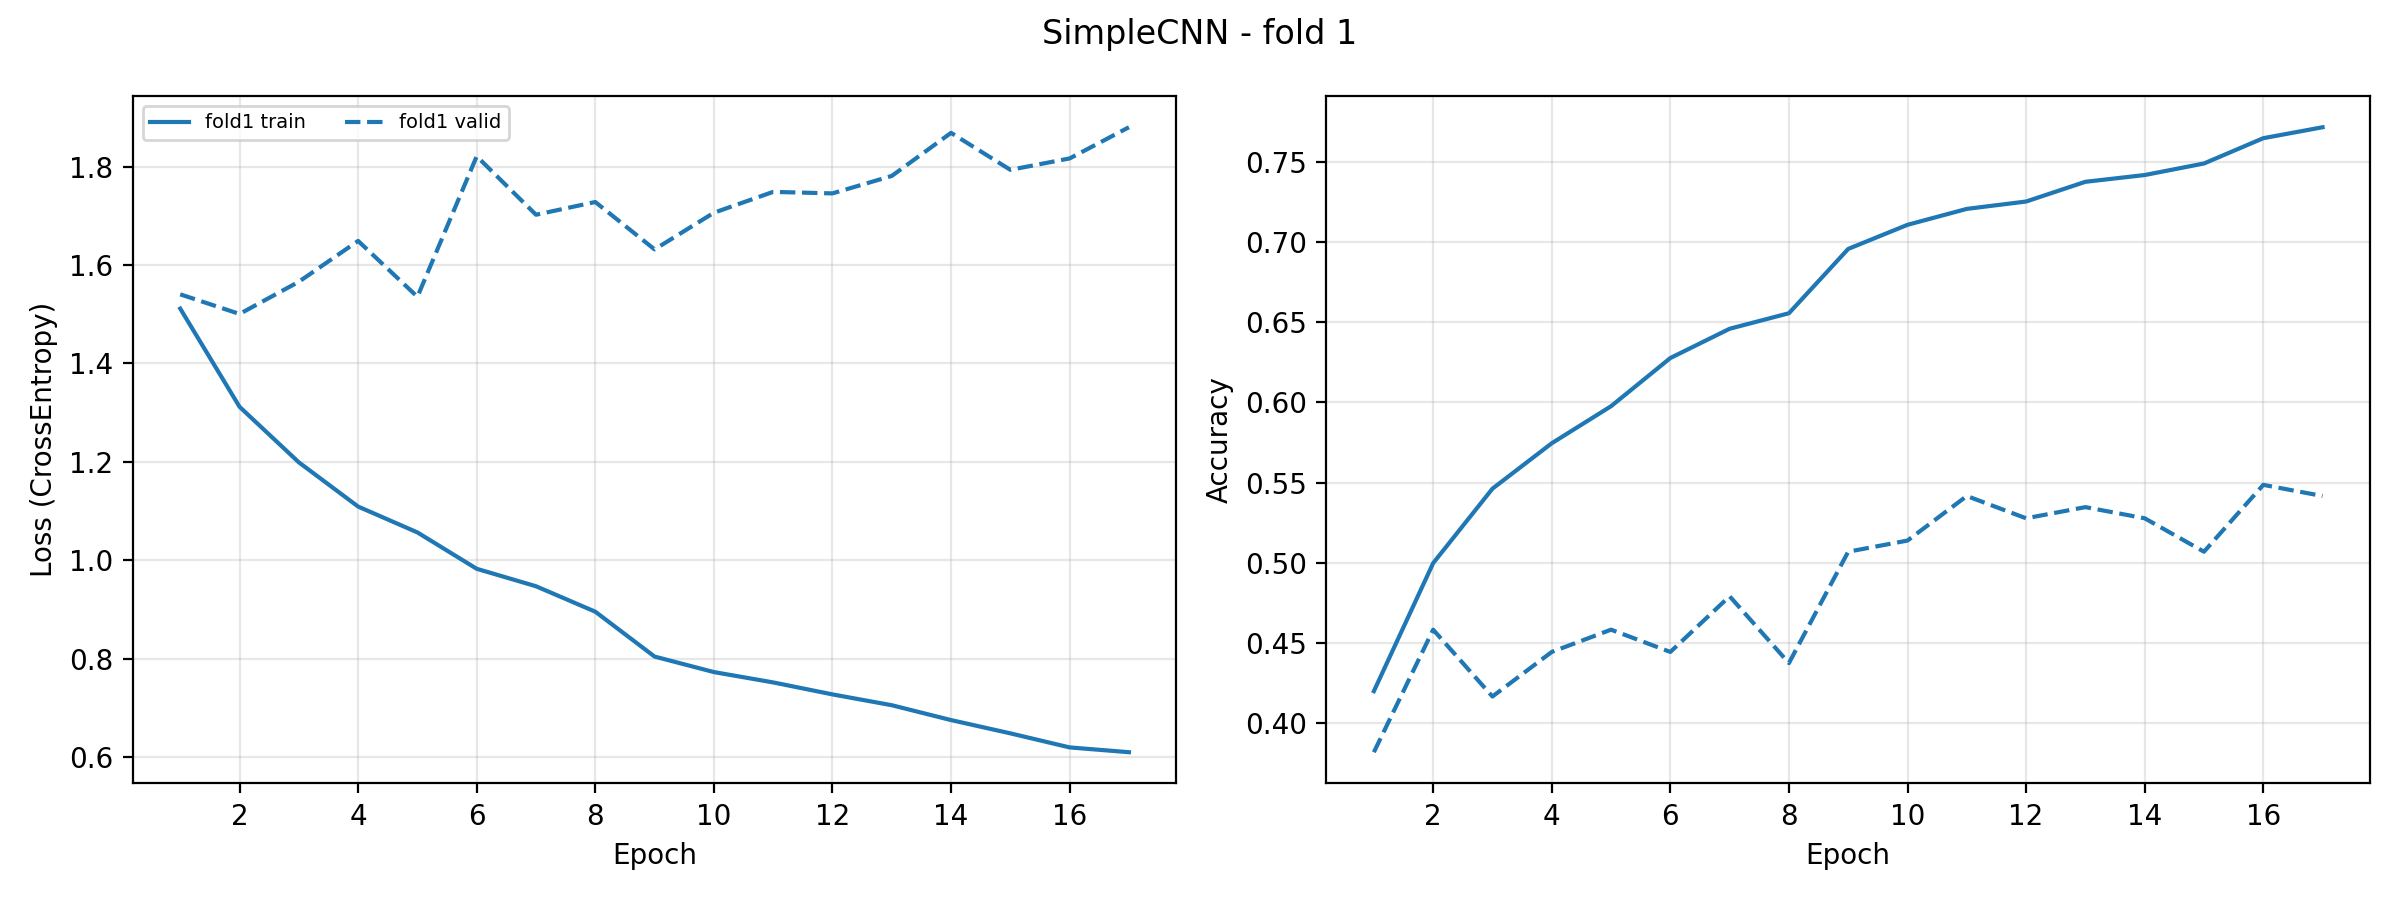 SimpleCNN - fold 1
fold1 train fold1 valid
Loss (CrossEntropy)
1.8
1.6
1.4
1.2
1.0
0.8
0.6
2 4 6 8 10 12 14 16
Epoch
Accuracy
0.75
0.70
0.65
0.60
0.55
0.50
0.45
0.40
2 4 6 8 10 12 14 16
Epoch